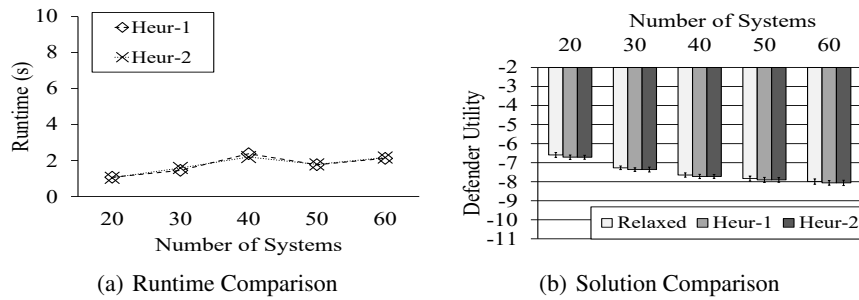 10
8
6
4
2
0
Runtime (s)
Heur-1
Heur-2
20 30 40 50 60
Number of Systems
(a) Runtime Comparison
Number of Systems
20 30 40 50 60
-2
-3
-4
-5
-6
-7
-8
-9
-10
-11
Defender Utility
Relaxed Heur-1 Heur-2
(b) Solution Comparison